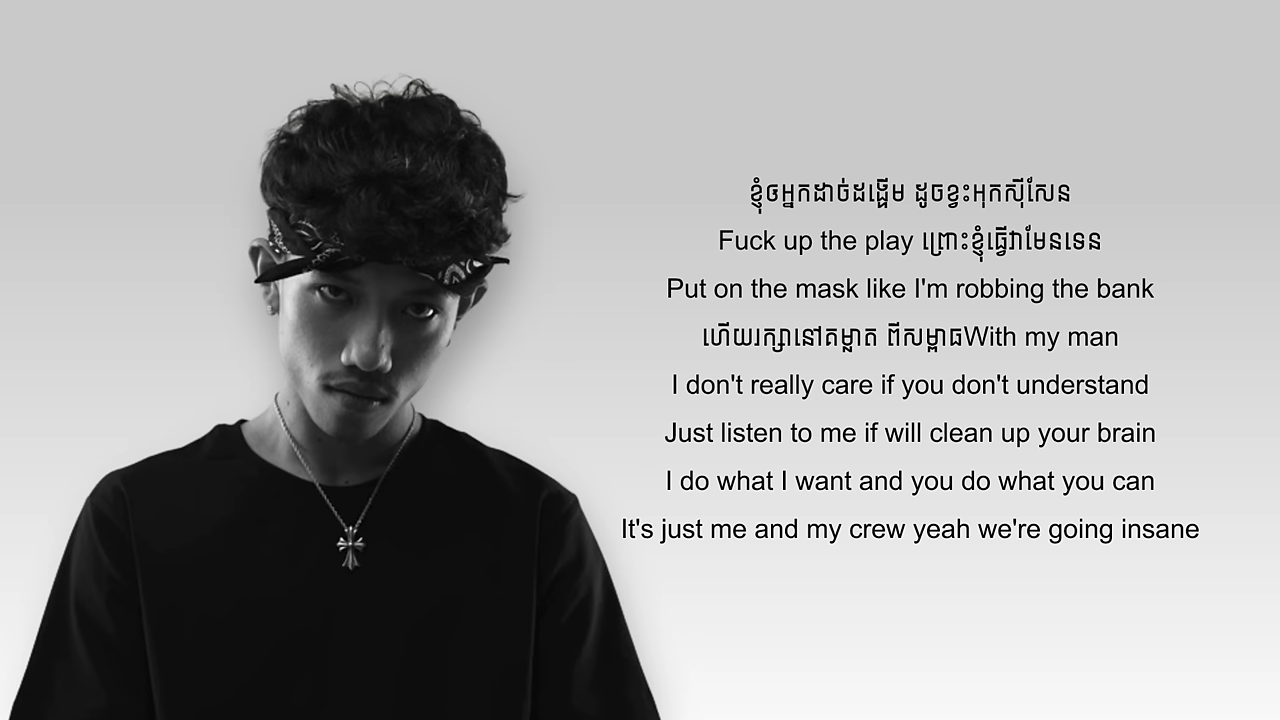 ខ្ញុំឲអ្នកដាច់ដង្ហើម ដូចខ្វះអុកស៊ីសែន
Fuck up the play ព្រោះខ្ញុំធ្វើវាមែនទេន
Put on the mask like I'm robbing the bank
ហើយរក្សានៅគម្លាត ពីសម្ពាធWith my man
I don't really care if you don't understand
Just listen to me if will clean up your brain
I do what I want and you do what you can
It's just me and my crew yeah we're going insane